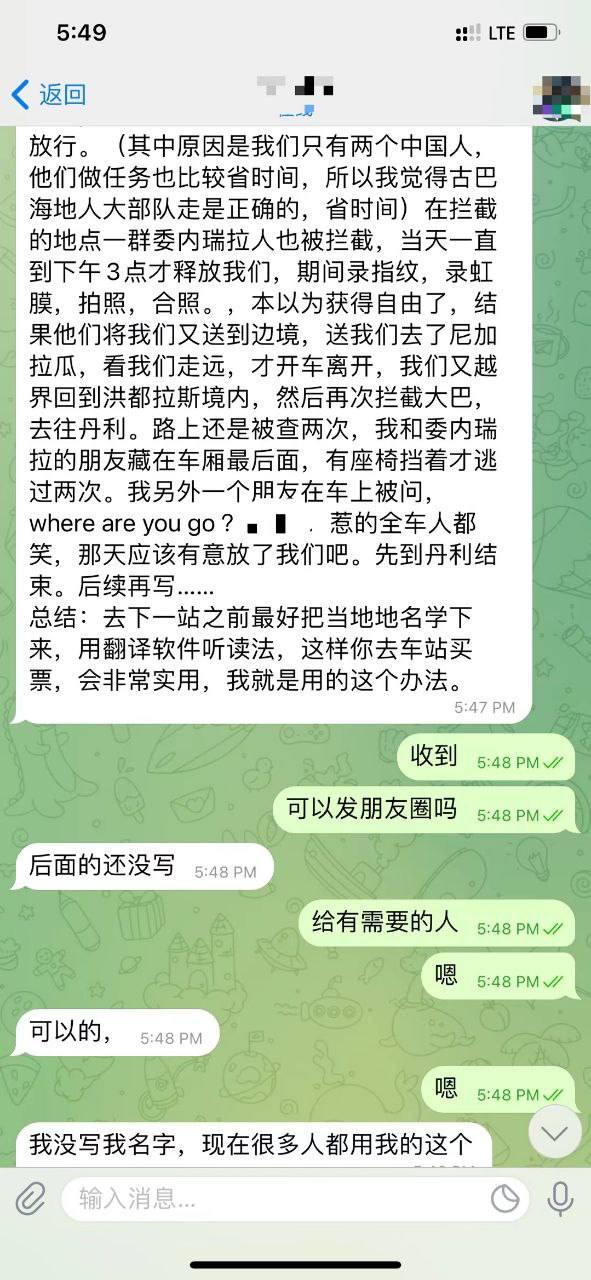 5:49
LTE
返回
放行。（其中原因是我们只有两个中国人，
他们做任务也比较省时间，所以我觉得古巴
海地人大部队走是正确的，省时间）在拦截
的地点一群委内瑞拉人也被拦截，当天一直
到下午3点才释放我们，期间录指纹，录虹
膜，拍照，合照。，本以为获得自由了，结
果他们将我们又送到边境，送我们去了尼加
拉瓜，看我们走远，才开车离开，我们又越
界回到洪都拉斯境内，然后再次拦截大巴，
去往丹利。路上还是被查两次，我和委内瑞
拉的朋友藏在车厢最后面，有座椅挡着才逃
过两次。我另外一个朋友在车上被问，
where are you go？ . 惹的全车人都
笑，那天应该有意放了我们吧。先到丹利结
束。后续再写……
总结：去下一站之前最好把当地地名学下
来，用翻译软件听读法，这样你去车站买
票，会非常实用，我就是用的这个办法。
5:47 PM
收到 5:48 PM
可以发朋友圈吗 5:48 PM
后面的还没写 5:48 PM
给有需要的人 5:48 PM
嗯 5:48 PM
可以的， 5:48 PM
嗯 5:48 PM
我没写我名字，现在很多人都用我的这个
输入消息...